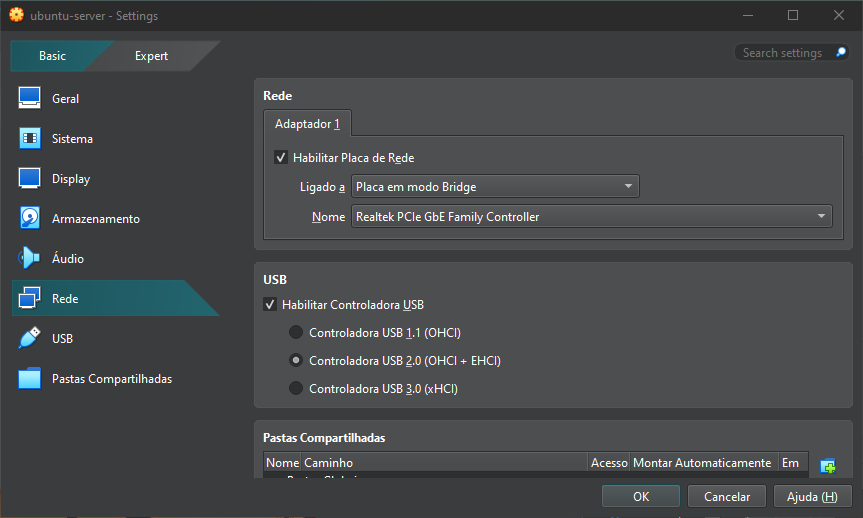 ubuntu-server - Settings
Basic
Expert
Search settings
Geral
Sistema
Display
Armazenamento
Áudio
Rede
USB
Pastas Compartilhadas
Rede
Adaptador 1
Habilitar Placa de Rede
Ligado a
Placa em modo Bridge
Nome
Realtek PCIe GbE Family Controller
USB
Habilitar Controladora USB
Controladora USB 1.1 (OHCI)
Controladora USB 2.0 (OHCI + EHCI)
Controladora USB 3.0 (xHCI)
Pastas Compartilhadas
Nome Caminho Acesso Montar Automaticamente Em
OK
Cancelar
Ajuda (H)